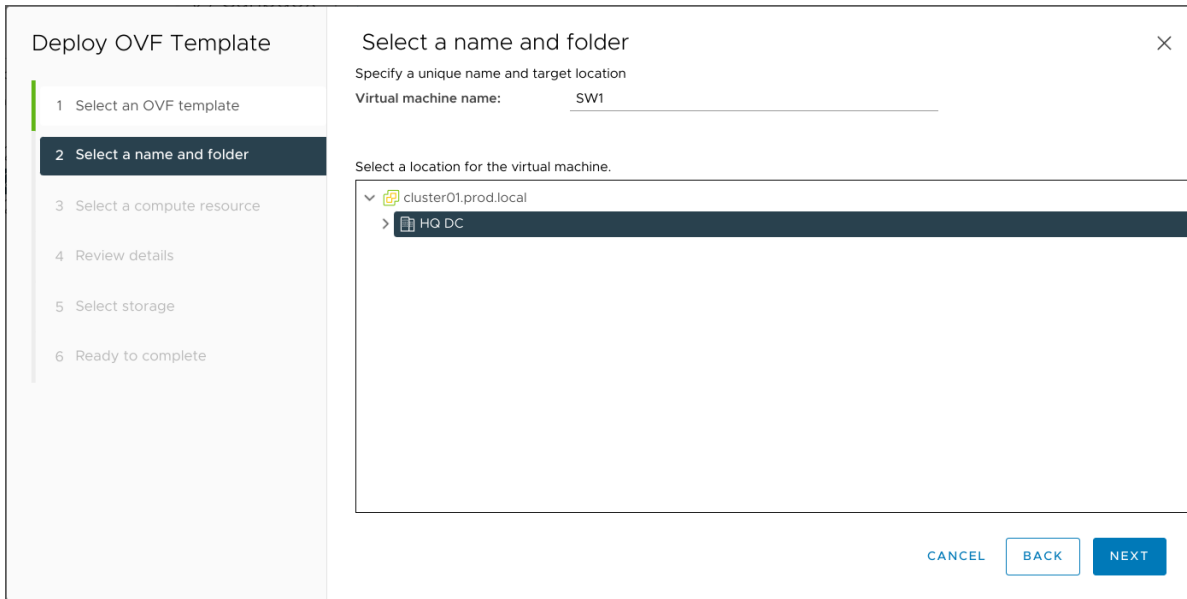 Deploy OVF Template
1 Select an OVF template
2 Select a name and folder
3 Select a compute resource
4 Review details
5 Select storage
6 Ready to complete
Select a name and folder
Specify a unique name and target location
Virtual machine name: SW1
Select a location for the virtual machine.
cluster01.prod.local
HQ DC
CANCEL BACK NEXT